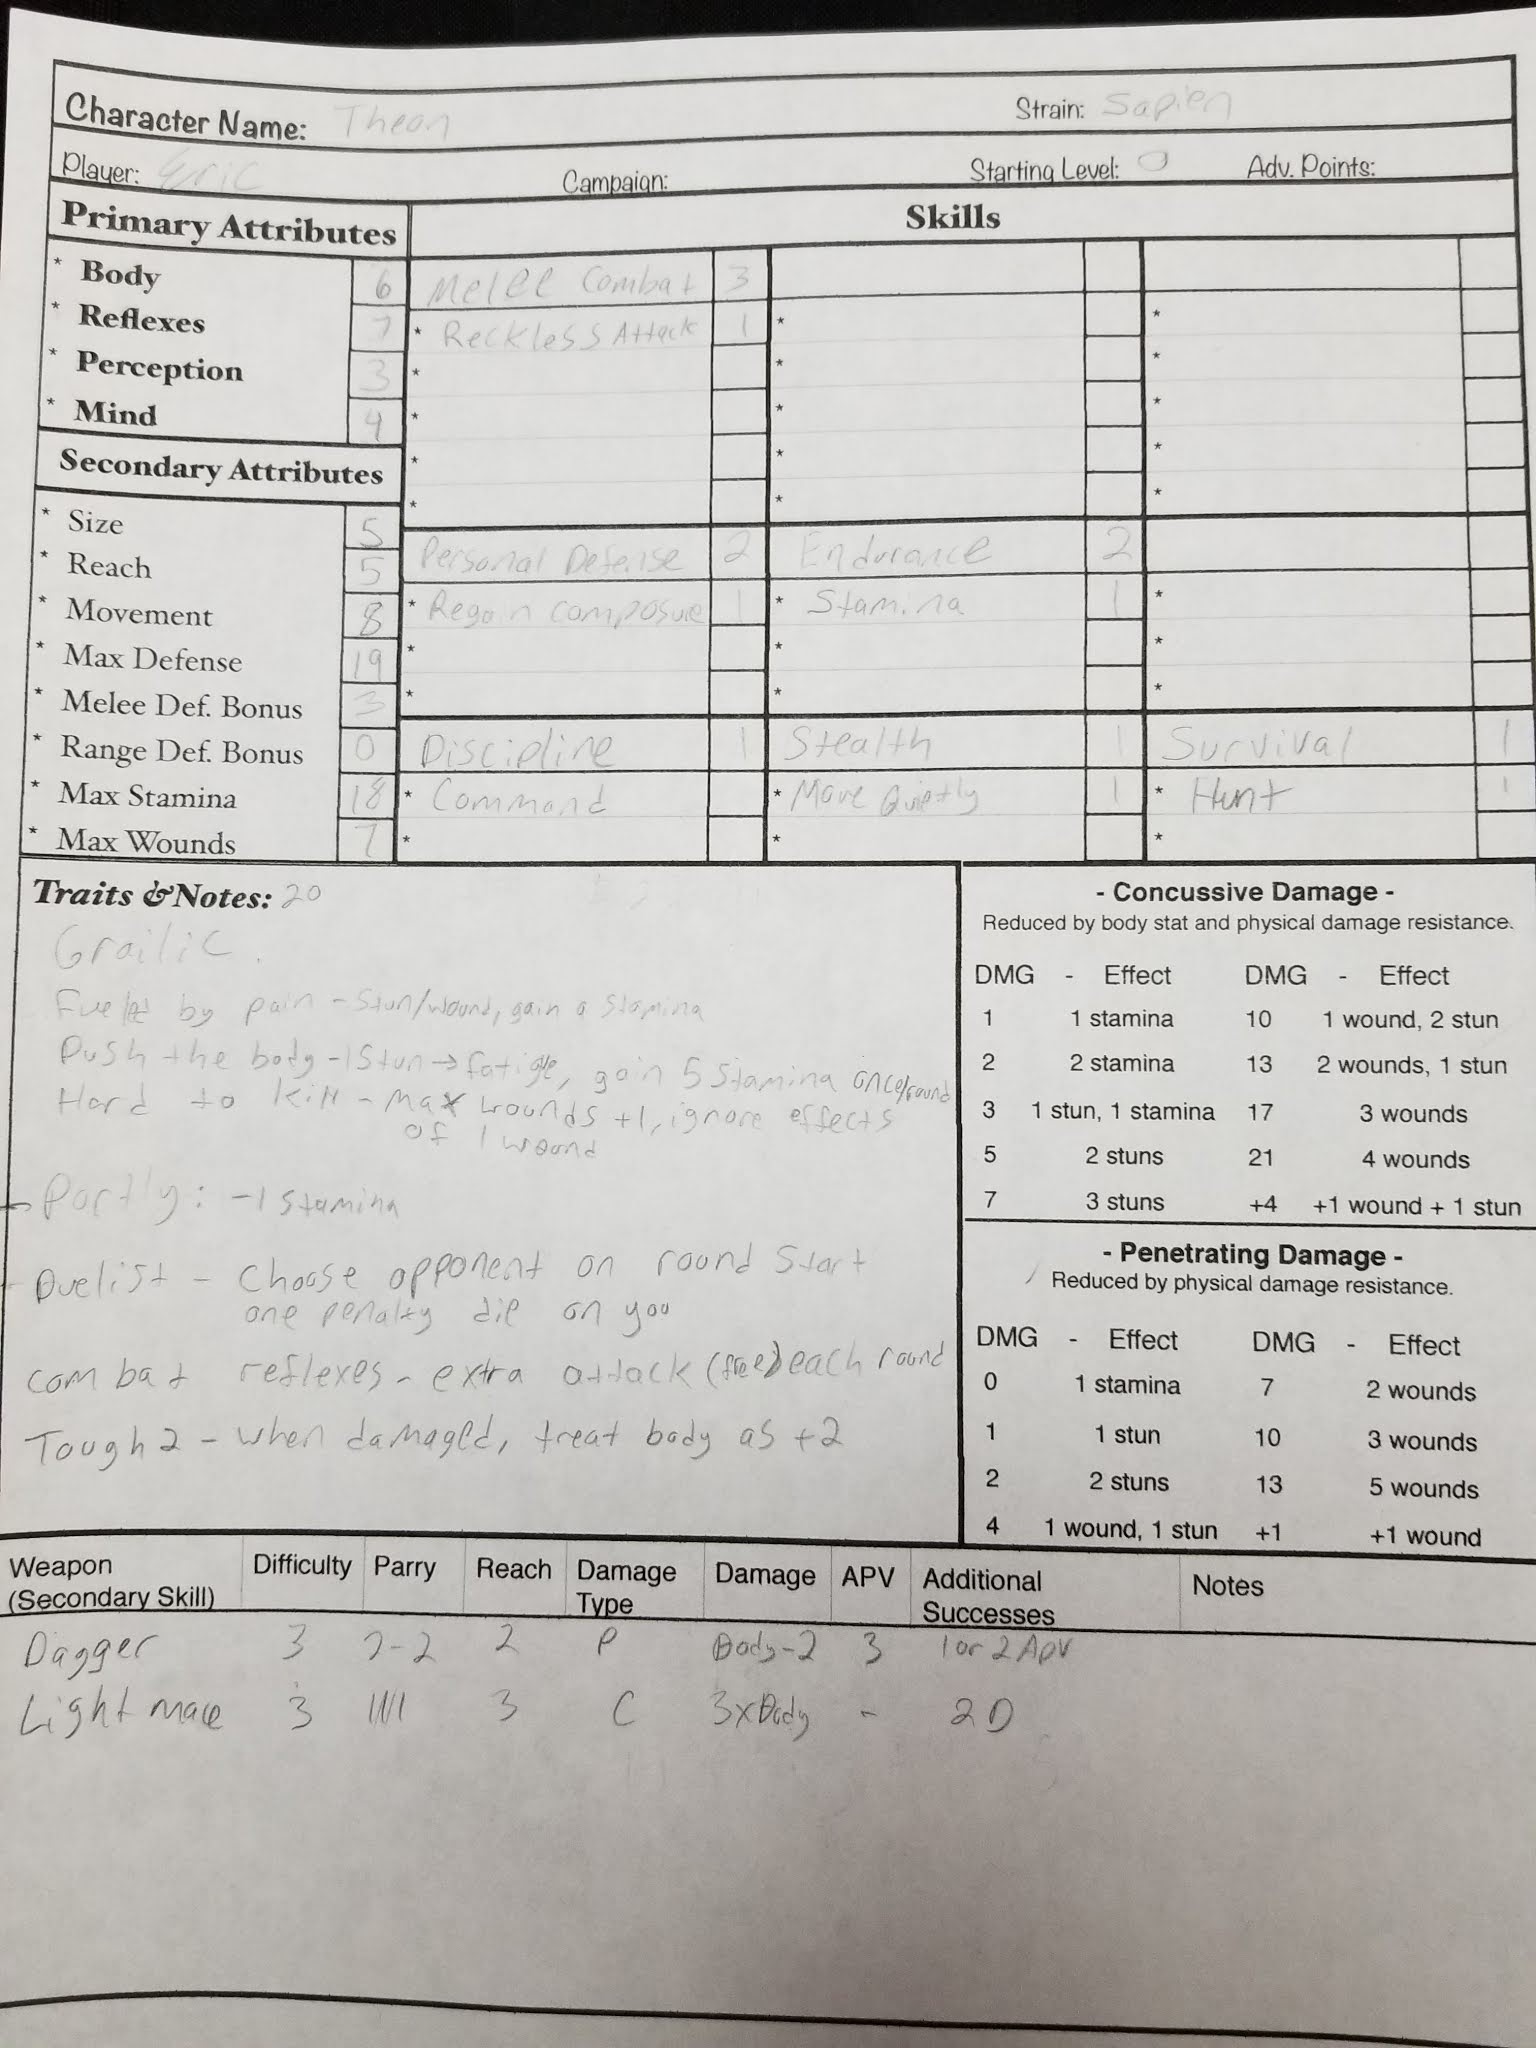 Character Name: Theon Strain: Sapien
Player: Eric Campaign: Starting Level: 0 Adv. Points:
Primary Attributes Skills
* Body 6 Melee Combat 3
* Reflexes 7 * Reckless Attack 1 * *
* Perception 3 * * *
* Mind 4 * * *
Secondary Attributes * * *
* * *
* Size 5 Personal Defense 2 Endurance 2
* Reach 5
* Movement 8 * Regain composure 1 * Stamina 1 *
* Max Defense 19 * * *
* Melee Def. Bonus 3 * * *
* Range Def. Bonus 0 Discipline 1 Stealth 1 Survival 1
* Max Stamina 18 * Command * Move Quietly 1 * Hunt 1
* Max Wounds 7 * * *
Traits & Notes: 20
Grailic.
Fueled by pain - Stun/wound, gain a Stamina
Push the body - 1 Stun → fatigue, gain 5 Stamina once/round
Hard to kill - max wounds +1, ignore effects
of 1 wound
Portly: -1 stamina
Duelist - Choose opponent on round start
one penalty die on you
combat reflexes - extra attack (free) each round
Tough 2 - when damaged, treat body as +2
- Concussive Damage -
Reduced by body stat and physical damage resistance.
DMG - Effect DMG - Effect
1 1 stamina 10 1 wound, 2 stun
2 2 stamina 13 2 wounds, 1 stun
3 1 stun, 1 stamina 17 3 wounds
5 2 stuns 21 4 wounds
7 3 stuns +4 +1 wound + 1 stun
- Penetrating Damage -
Reduced by physical damage resistance.
DMG - Effect DMG - Effect
0 1 stamina 7 2 wounds
1 1 stun 10 3 wounds
2 2 stuns 13 5 wounds
4 1 wound, 1 stun +1 +1 wound
Weapon Difficulty Parry Reach Damage Damage APV Additional Notes
(Secondary Skill) Type Successes
Dagger 3 2 P Body-2 3 1 or 2 APV
Light mace 3 3 C 3xBody - 2D